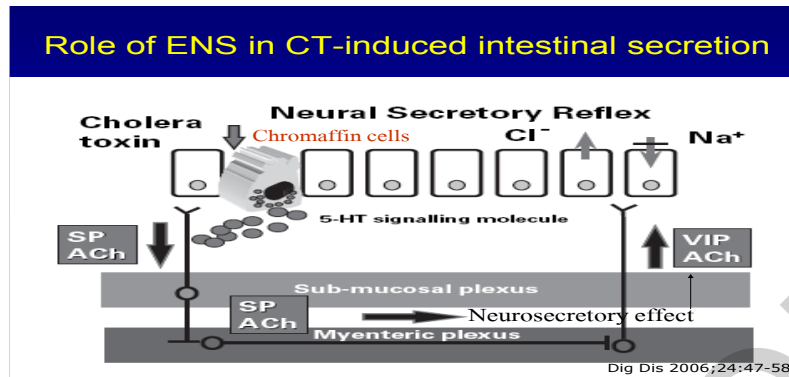 Role of ENS in CT-induced intestinal secretion
Cholera toxin
Neural Secretory Reflex
Chromaffin cells
Cl⁻
Na⁺
5-HT signalling molecule
SP
ACh
VIP
ACh
Sub-mucosal plexus
SP
ACh
Neurosecretory effect
Myenteric plexus
Dig Dis 2006;24:47-58